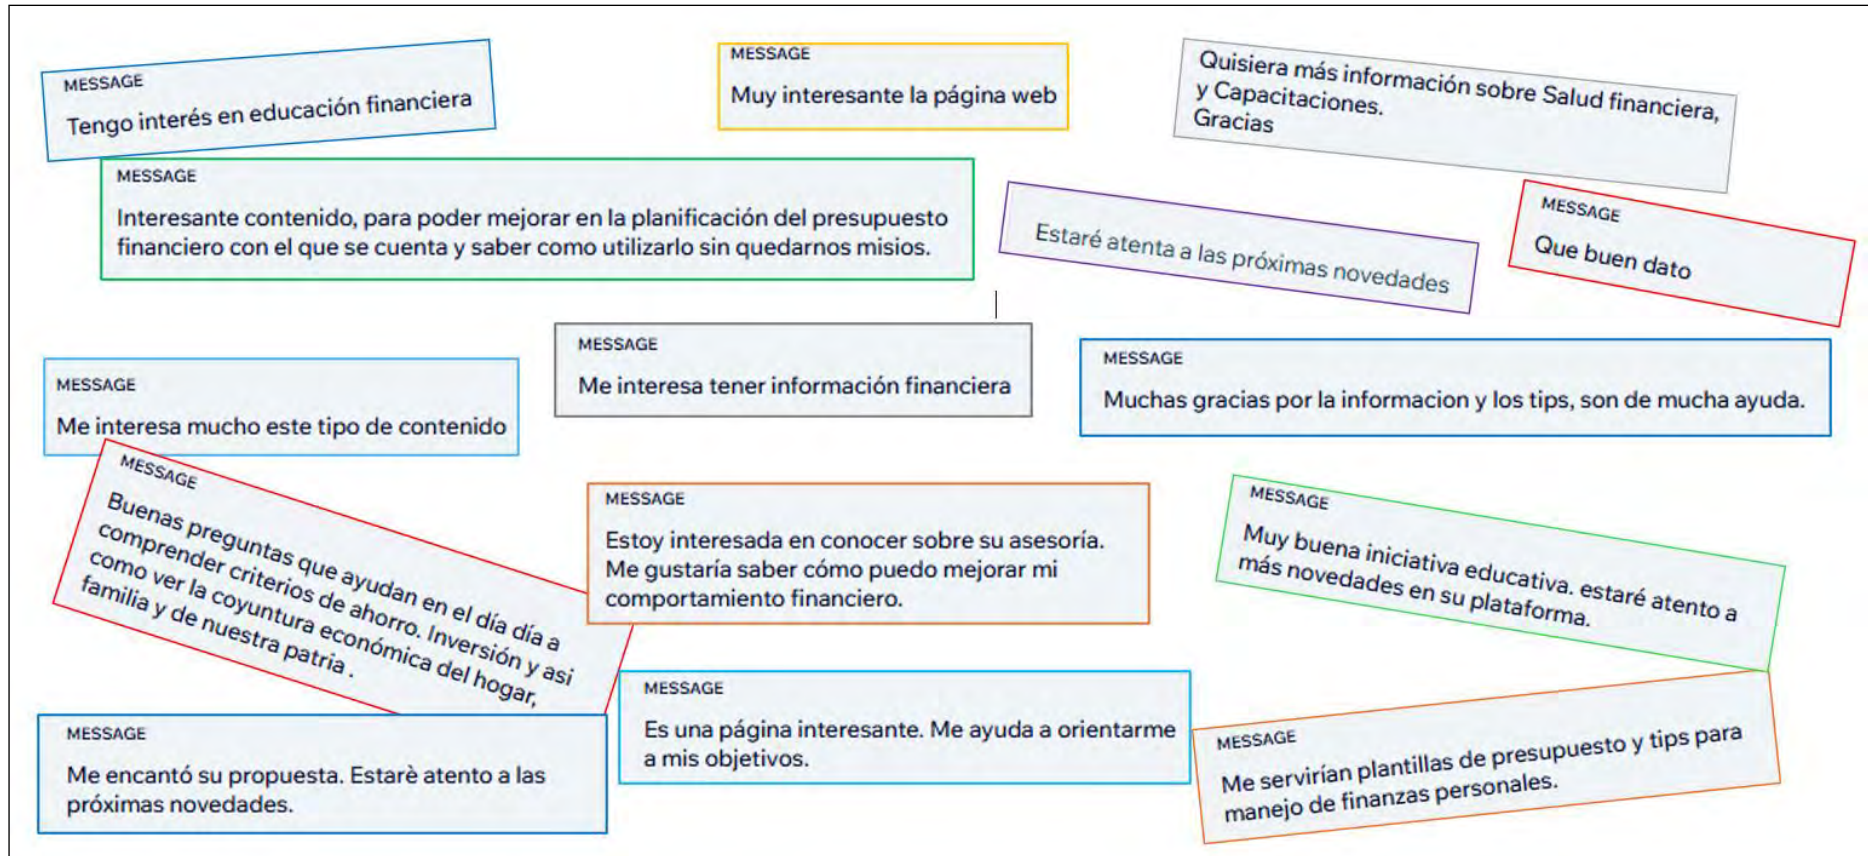 MESSAGE
Tengo interés en educación financiera
MESSAGE
Muy interesante la página web
Quisiera más información sobre Salud financiera,
y Capacitaciones.
Gracias
MESSAGE
Interesante contenido, para poder mejorar en la planificación del presupuesto
financiero con el que se cuenta y saber como utilizarlo sin quedarnos misios.
Estaré atenta a las próximas novedades
MESSAGE
Que buen dato
MESSAGE
Me interesa mucho este tipo de contenido
MESSAGE
Me interesa tener información financiera
MESSAGE
Muchas gracias por la informacion y los tips, son de mucha ayuda.
MESSAGE
Buenas preguntas que ayudan en el día día a
comprender criterios de ahorro. Inversión y asi
como ver la coyuntura económica del hogar,
familia y de nuestra patria .
MESSAGE
Estoy interesada en conocer sobre su asesoría.
Me gustaría saber cómo puedo mejorar mi
comportamiento financiero.
MESSAGE
Muy buena iniciativa educativa. estaré atento a
más novedades en su plataforma.
MESSAGE
Me encantó su propuesta. Estarè atento a las
próximas novedades.
MESSAGE
Es una página interesante. Me ayuda a orientarme
a mis objetivos.
MESSAGE
Me servirían plantillas de presupuesto y tips para
manejo de finanzas personales.